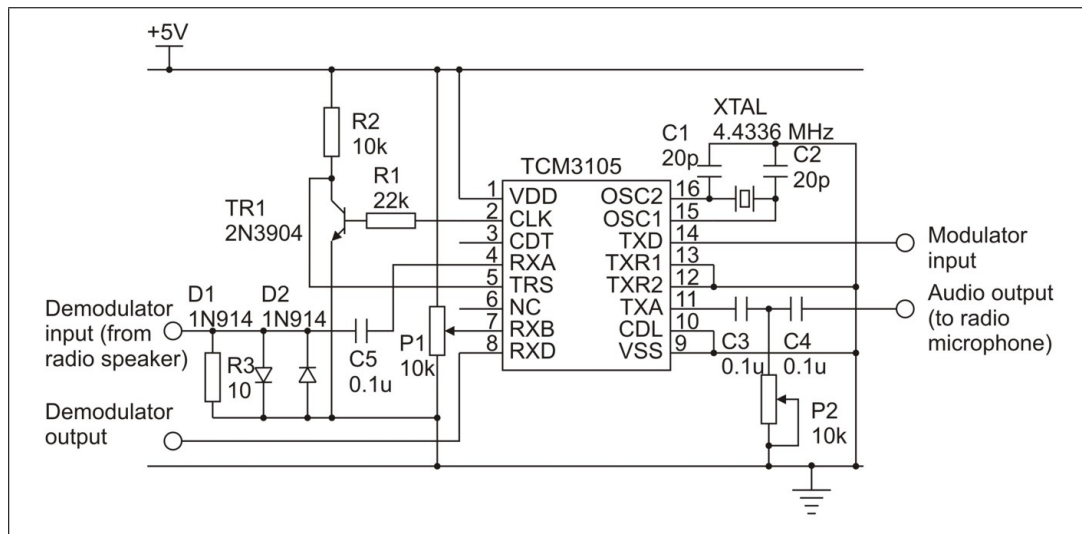 +5V
R2
10k
R1
22k
TR1
2N3904
TCM3105
1 VDD OSC2 16
2 CLK OSC1 15
3 CDT TXD 14
4 RXA TXR1 13
5 TRS TXR2 12
6 NC TXA 11
7 RXB CDL 10
8 RXD VSS 9
XTAL
4.4336 MHz
C1
20p
C2
20p
Modulator
input
Audio output
(to radio
microphone)
Demodulator
input (from
radio speaker)
D1
1N914
D2
1N914
R3
10
C5
0.1u
P1
10k
C3
0.1u
C4
0.1u
P2
10k
Demodulator
output